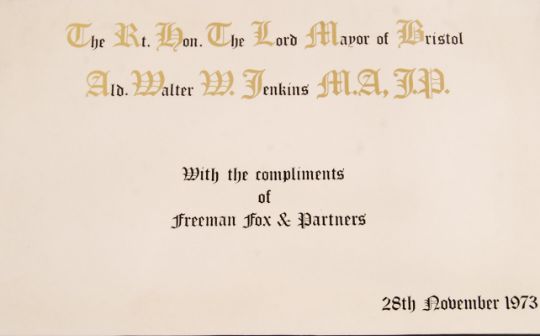 The Rt. Hon. The Lord Mayor of Bristol
Ald. Walter W. Jenkins M.A, J.P.
With the compliments
of
Freeman Fox & Partners
28th November 1973